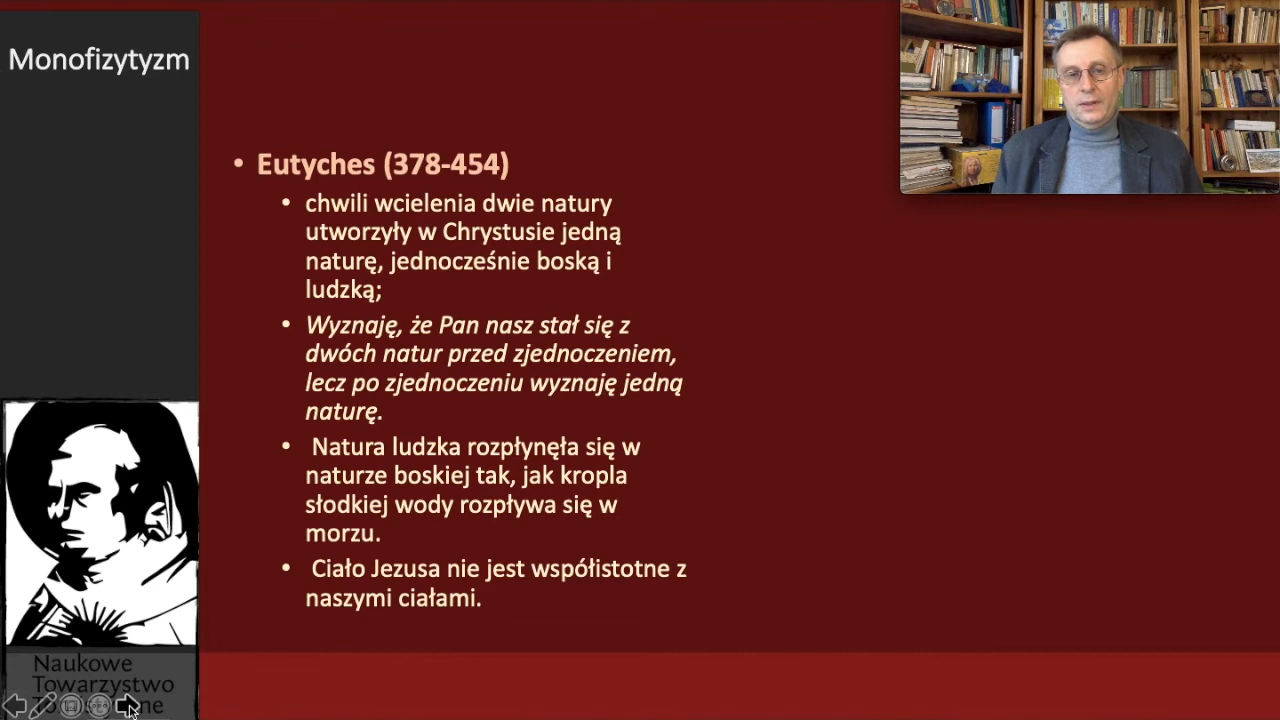 Monofizytyzm
• Eutyches (378-454)
• chwili wcielenia dwie natury
utworzyły w Chrystusie jedną
naturę, jednocześnie boską i
ludzką;
• Wyznaję, że Pan nasz stał się z
dwóch natur przed zjednoczeniem,
lecz po zjednoczeniu wyznaję jedną
naturę.
• Natura ludzka rozpłynęła się w
naturze boskiej tak, jak kropla
słodkiej wody rozpływa się w
morzu.
• Ciało Jezusa nie jest współistotne z
naszymi ciałami.
Naukowe
Towarzystwo